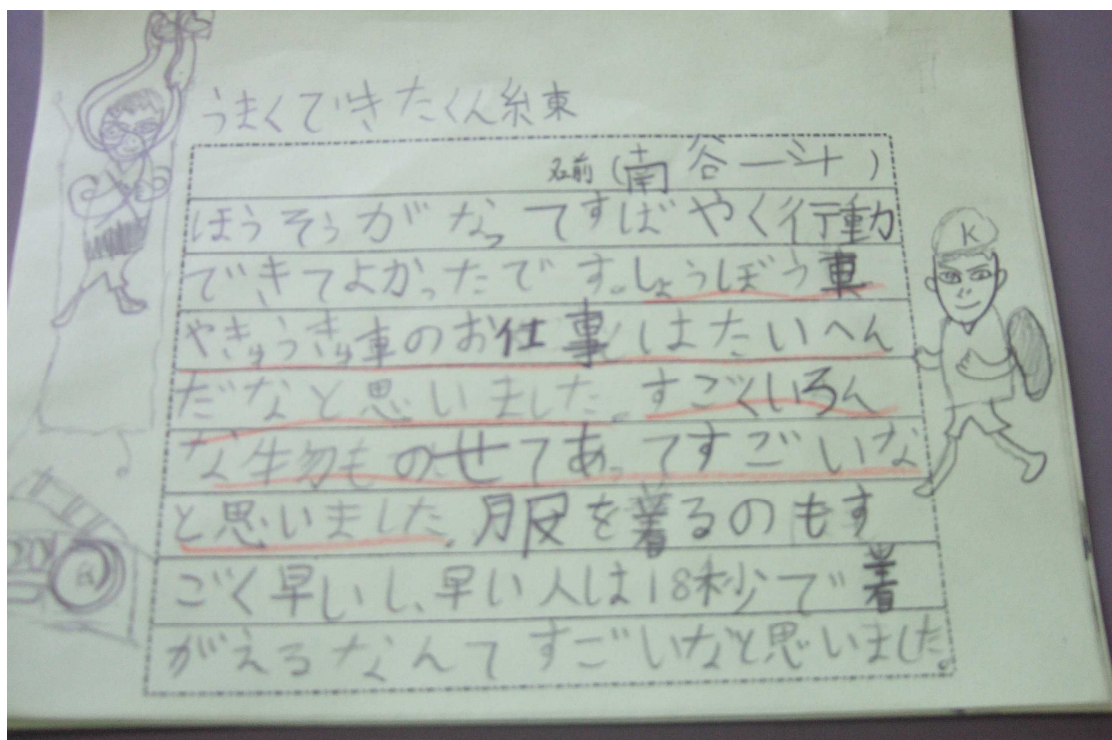 うまくできたくん糸東
名前(南谷一斗)
ほうそうがなってすばやく行動
できてよかったです。しょうぼう車
やきゅうきゅう車のお仕事はたいへん
だなと思いました。すごくいろん
な生物ものせてあってすごいな
と思いました。服を着るのもす
ごく早いし、早い人は18秒で着
がえるなんてすごいなと思いました。
K